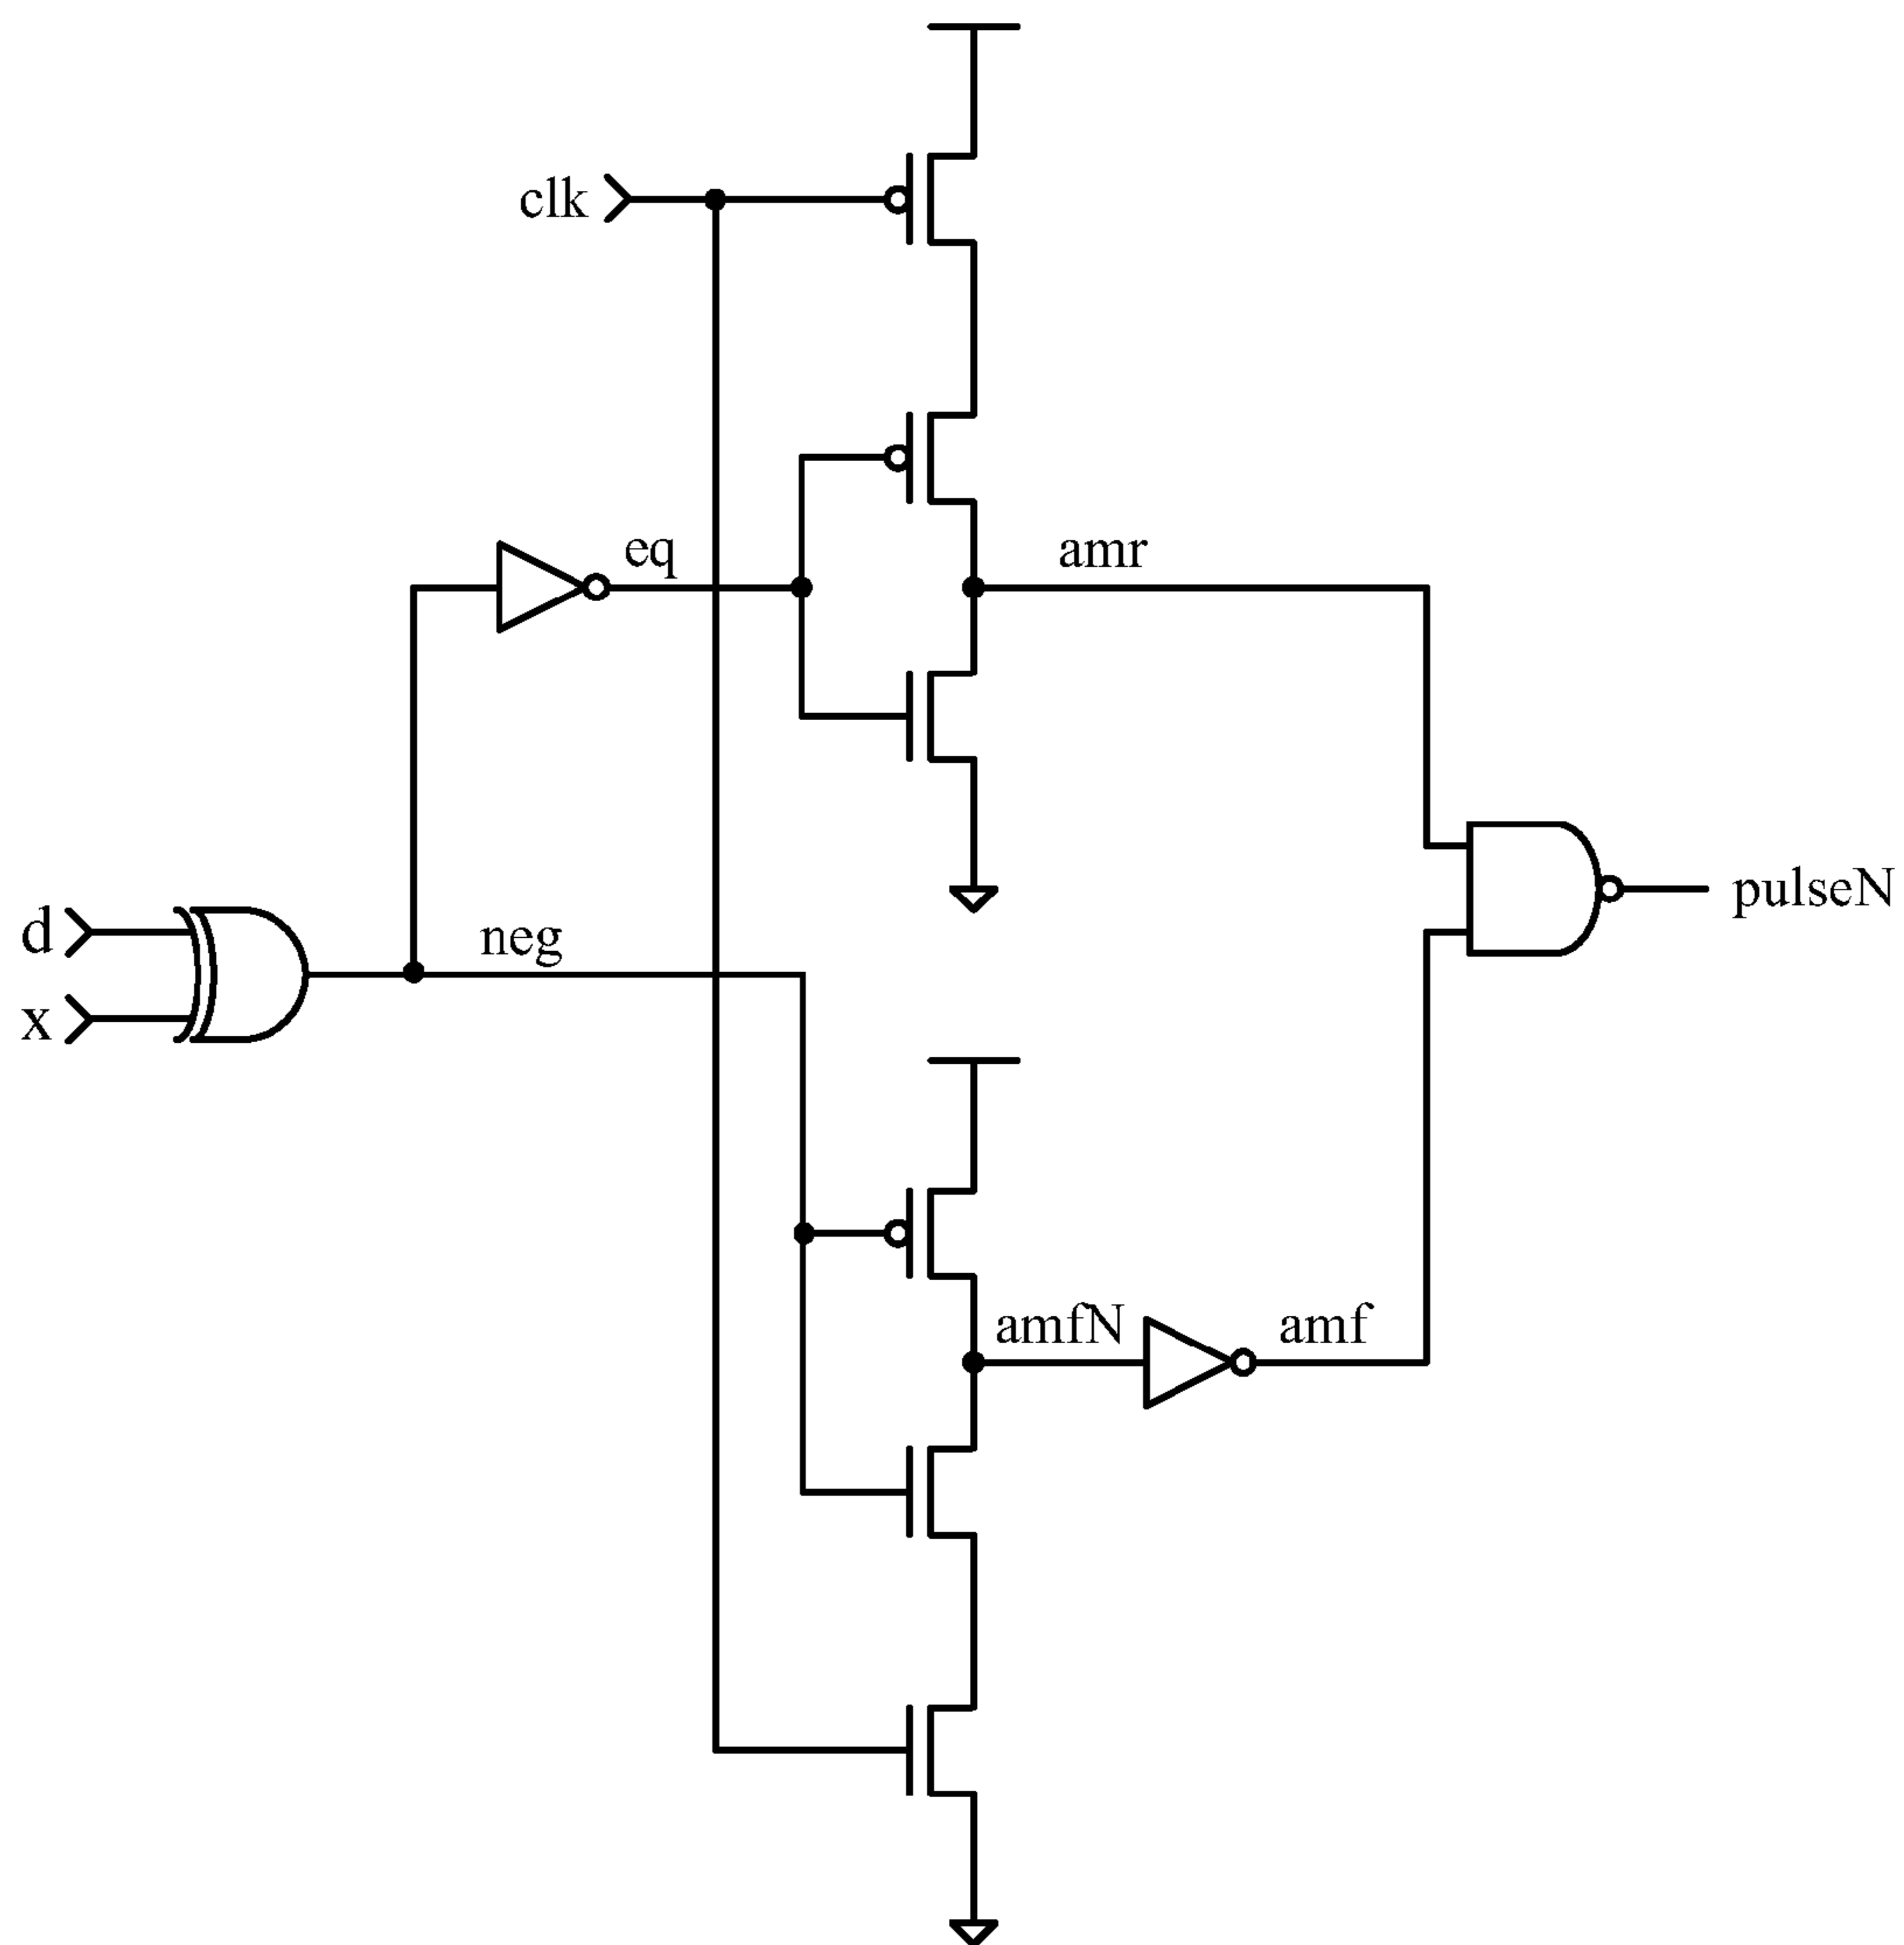 clk
eq
amr
pulseN
d
neg
x
amfN
amf